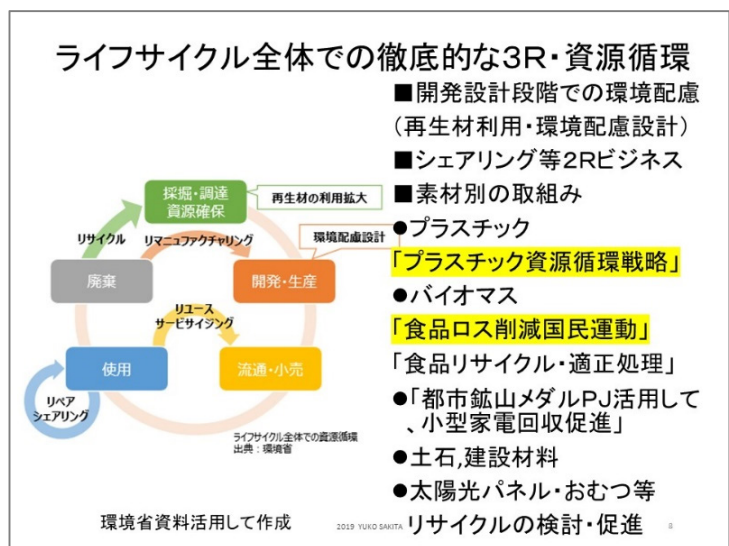 ライフサイクル全体での徹底的な3R・資源循環
■開発設計段階での環境配慮
(再生材利用・環境配慮設計)
■シェアリング等2Rビジネス
■素材別の取組み
●プラスチック
「プラスチック資源循環戦略」
●バイオマス
「食品ロス削減国民運動」
「食品リサイクル・適正処理」
●「都市鉱山メダルPJ活用して
、小型家電回収促進」
●土石,建設材料
●太陽光パネル・おむつ等
リサイクルの検討・促進
採掘・調達
資源確保
再生材の利用拡大
リサイクル
リマニュファクチャリング
環境配慮設計
廃棄
開発・生産
リユース
サービサイジング
使用
流通・小売
リペア
シェアリング
ライフサイクル全体での資源循環
出典:環境省
環境省資料活用して作成
2019 YUKO SAKITA
8